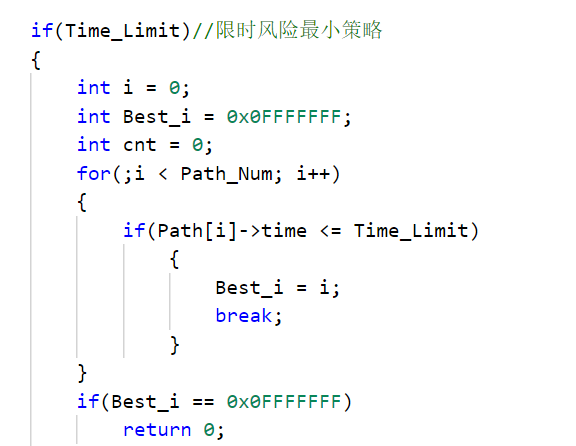 if(Time_Limit)//限时风险最小策略
{
int i = 0;
int Best_i = 0x0FFFFFFF;
int cnt = 0;
for(;i < Path_Num; i++)
{
if(Path[i]->time <= Time_Limit)
{
Best_i = i;
break;
}
}
if(Best_i == 0x0FFFFFFF)
return 0;